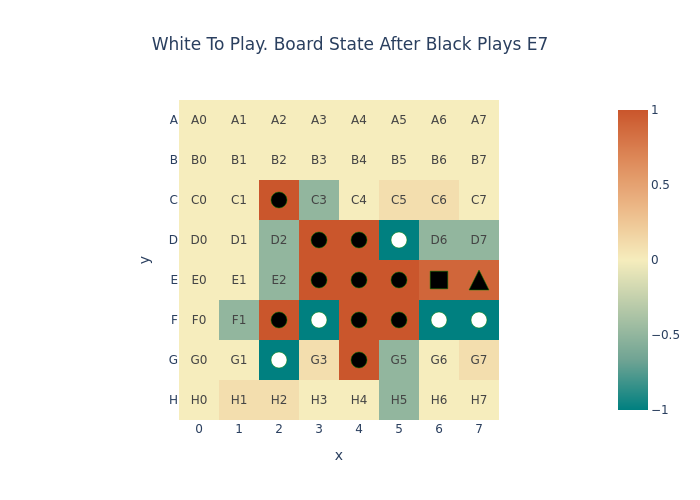 White To Play. Board State After Black Plays E7
A A0 A1 A2 A3 A4 A5 A6 A7
B B0 B1 B2 B3 B4 B5 B6 B7
C C0 C1 C3 C4 C5 C6 C7
D D0 D1 D2 D6 D7
E E0 E1 E2
F F0 F1
G G0 G1 G3 G5 G6 G7
H H0 H1 H2 H3 H4 H5 H6 H7
0 1 2 3 4 5 6 7
x
y
1
0.5
0
−0.5
−1